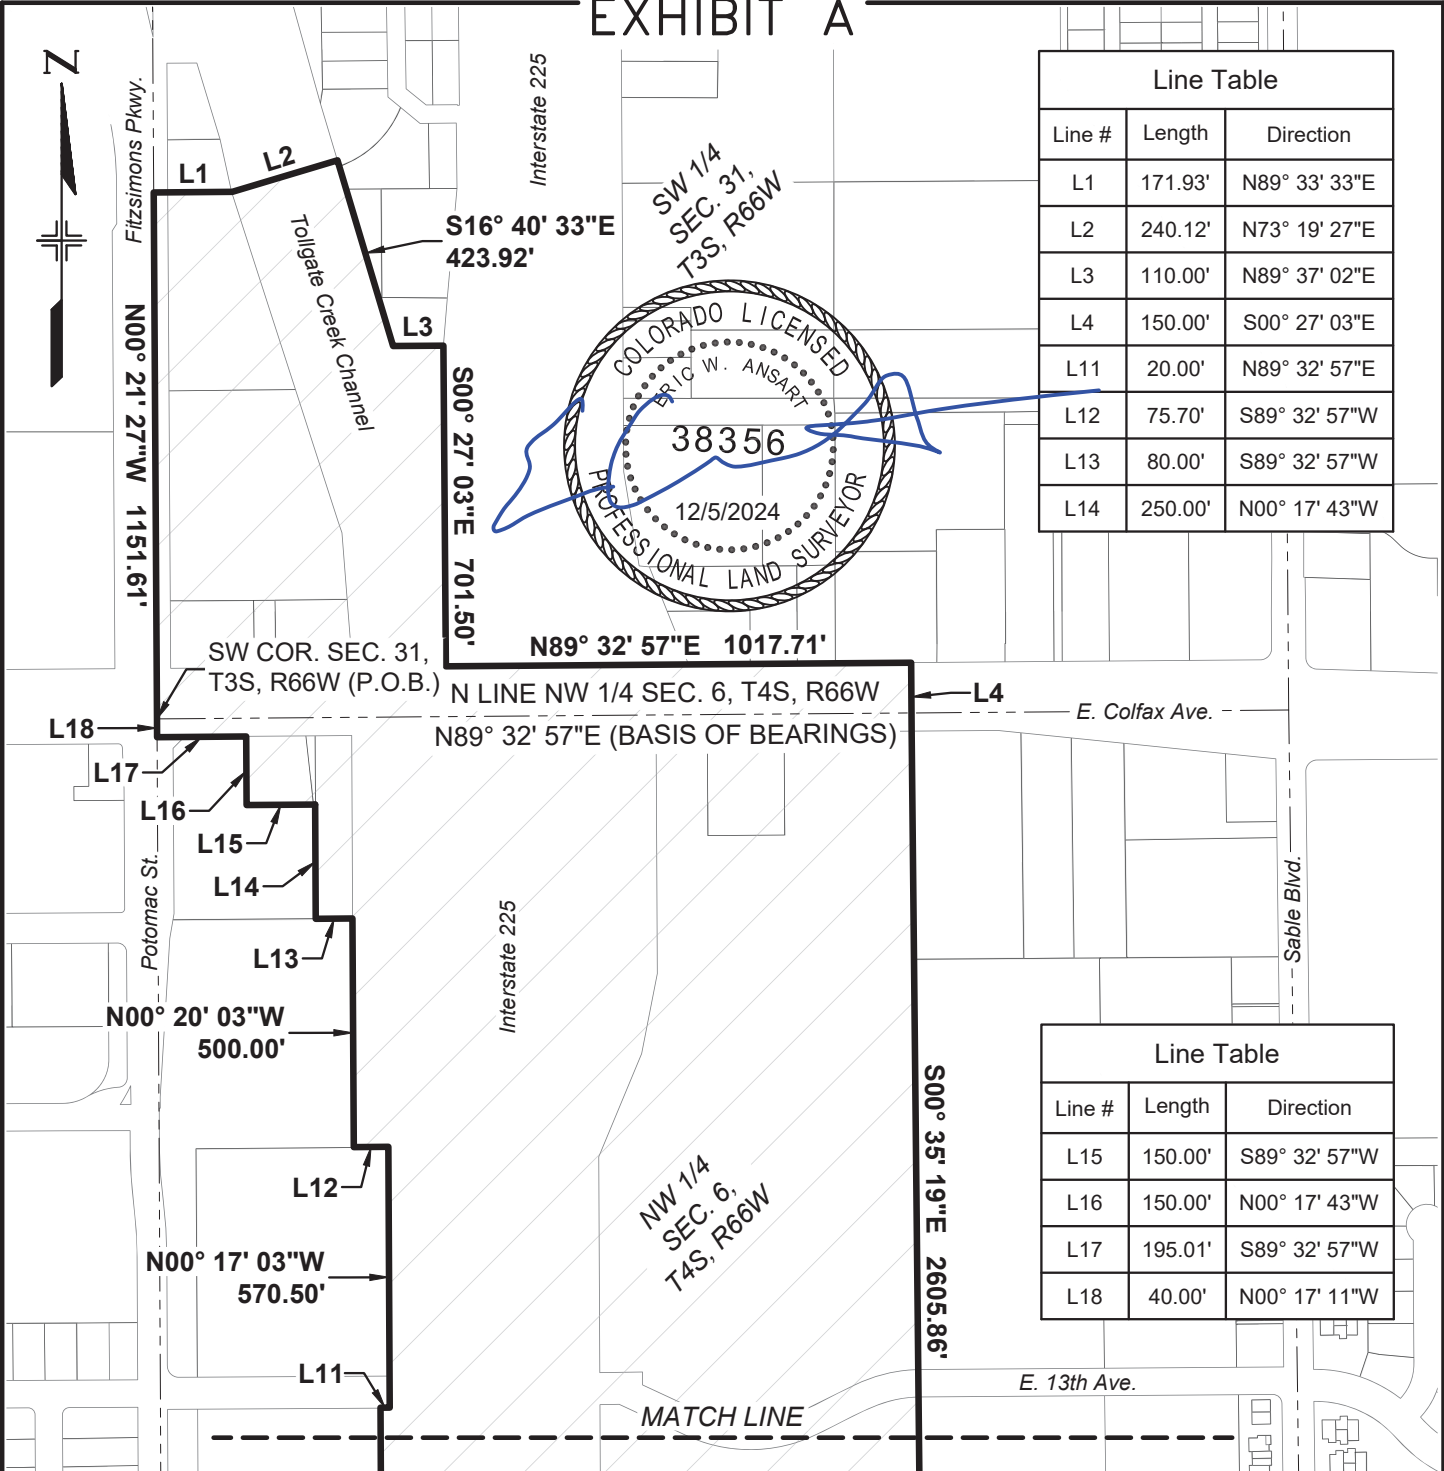 EXHIBIT A
N
Fitzsimons Pkwy.
L1
L2
Interstate 225
Tollgate Creek Channel
S16° 40' 33"E
423.92'
L3
N00° 21' 27"W 1151.61'
S00° 27' 03"E 701.50'
SW 1/4
SEC. 31,
T3S, R66W
COLORADO LICENSED
ERIC W. ANSART
38356
12/5/2024
PROFESSIONAL LAND SURVEYOR
Line Table
Line # Length Direction
L1 171.93' N89° 33' 33"E
L2 240.12' N73° 19' 27"E
L3 110.00' N89° 37' 02"E
L4 150.00' S00° 27' 03"E
L11 20.00' N89° 32' 57"E
L12 75.70' S89° 32' 57"W
L13 80.00' S89° 32' 57"W
L14 250.00' N00° 17' 43"W
N89° 32' 57"E 1017.71'
SW COR. SEC. 31,
T3S, R66W (P.O.B.)
N LINE NW 1/4 SEC. 6, T4S, R66W
L4
E. Colfax Ave.
N89° 32' 57"E (BASIS OF BEARINGS)
L18
L17
L16
L15
L14
Potomac St.
L13
Interstate 225
Sable Blvd.
N00° 20' 03"W
500.00'
L12
NW 1/4
SEC. 6,
T4S, R66W
S00° 35' 19"E 2605.86'
N00° 17' 03"W
570.50'
L11
Line Table
Line # Length Direction
L15 150.00' S89° 32' 57"W
L16 150.00' N00° 17' 43"W
L17 195.01' S89° 32' 57"W
L18 40.00' N00° 17' 11"W
E. 13th Ave.
MATCH LINE